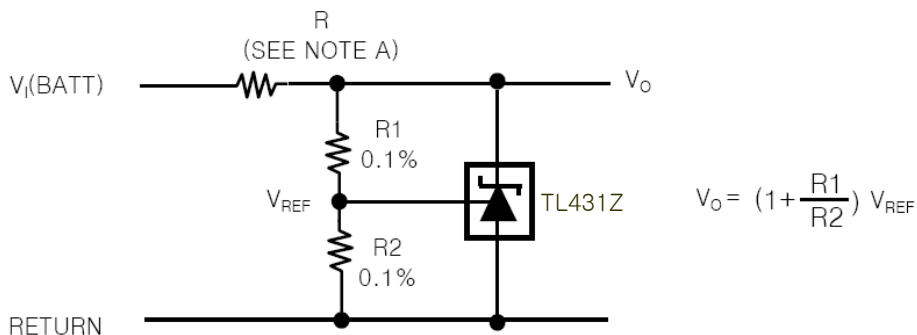 R
(SEE NOTE A)
V_I(BATT)
V_O
R1
0.1%
V_REF
TL431Z
V_O = (1+ R1/R2) V_REF
R2
0.1%
RETURN